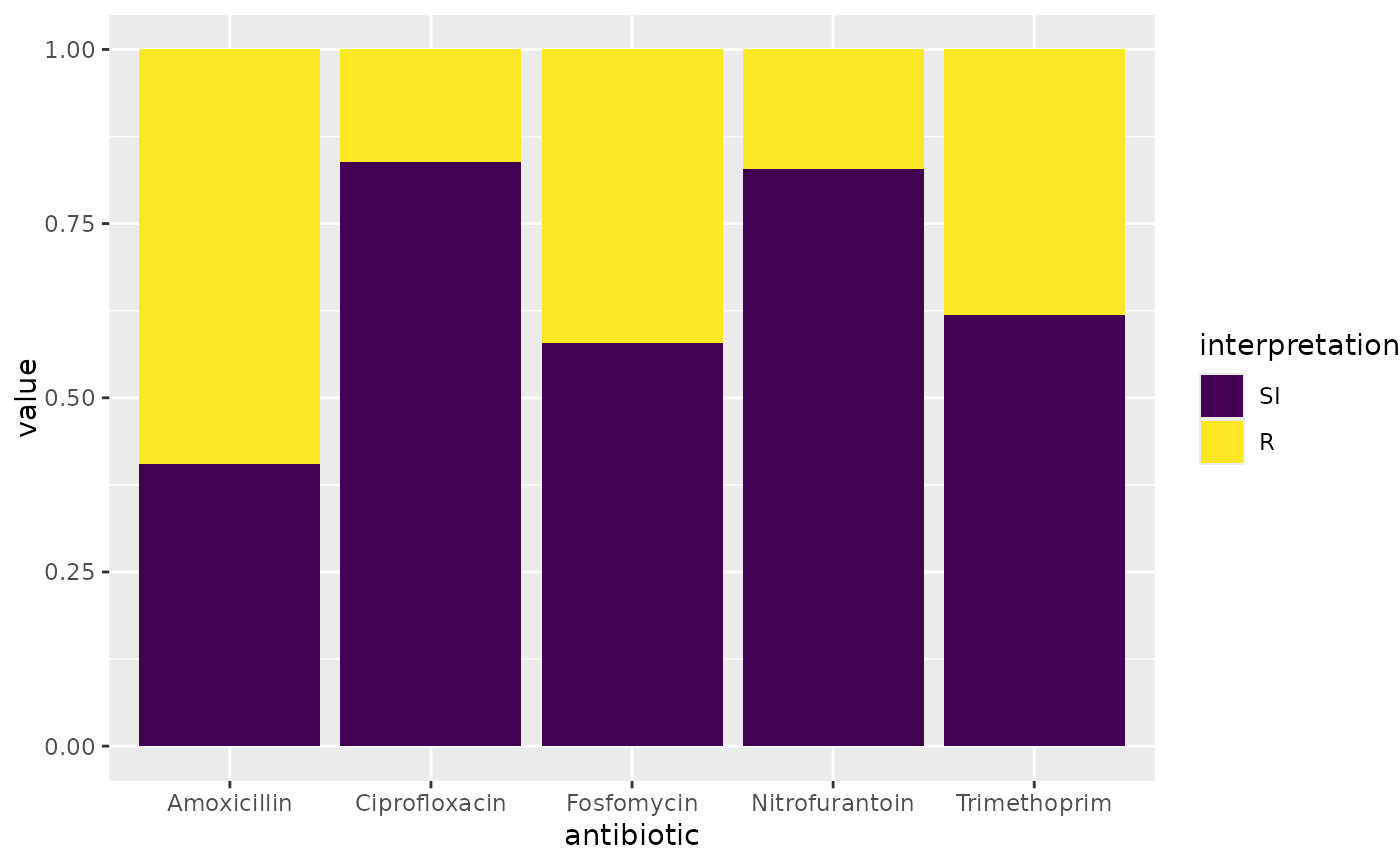 1.00
0.75
0.50
0.25
0.00
value
Amoxicillin Ciprofloxacin Fosfomycin Nitrofurantoin Trimethoprim
antibiotic
interpretation
SI
R